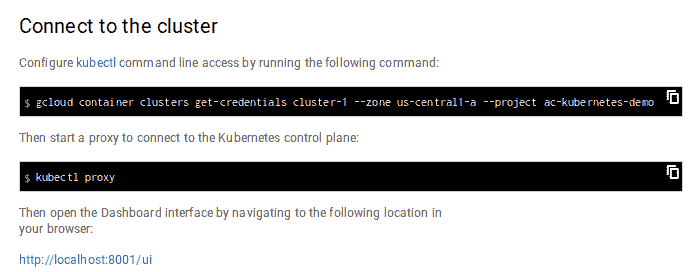 Connect to the cluster
Configure kubectl command line access by running the following command:
$ gcloud container clusters get-credentials cluster-1 --zone us-central1-a --project ac-kubernetes-demo
Then start a proxy to connect to the Kubernetes control plane:
$ kubectl proxy
Then open the Dashboard interface by navigating to the following location in
your browser:
http://localhost:8001/ui